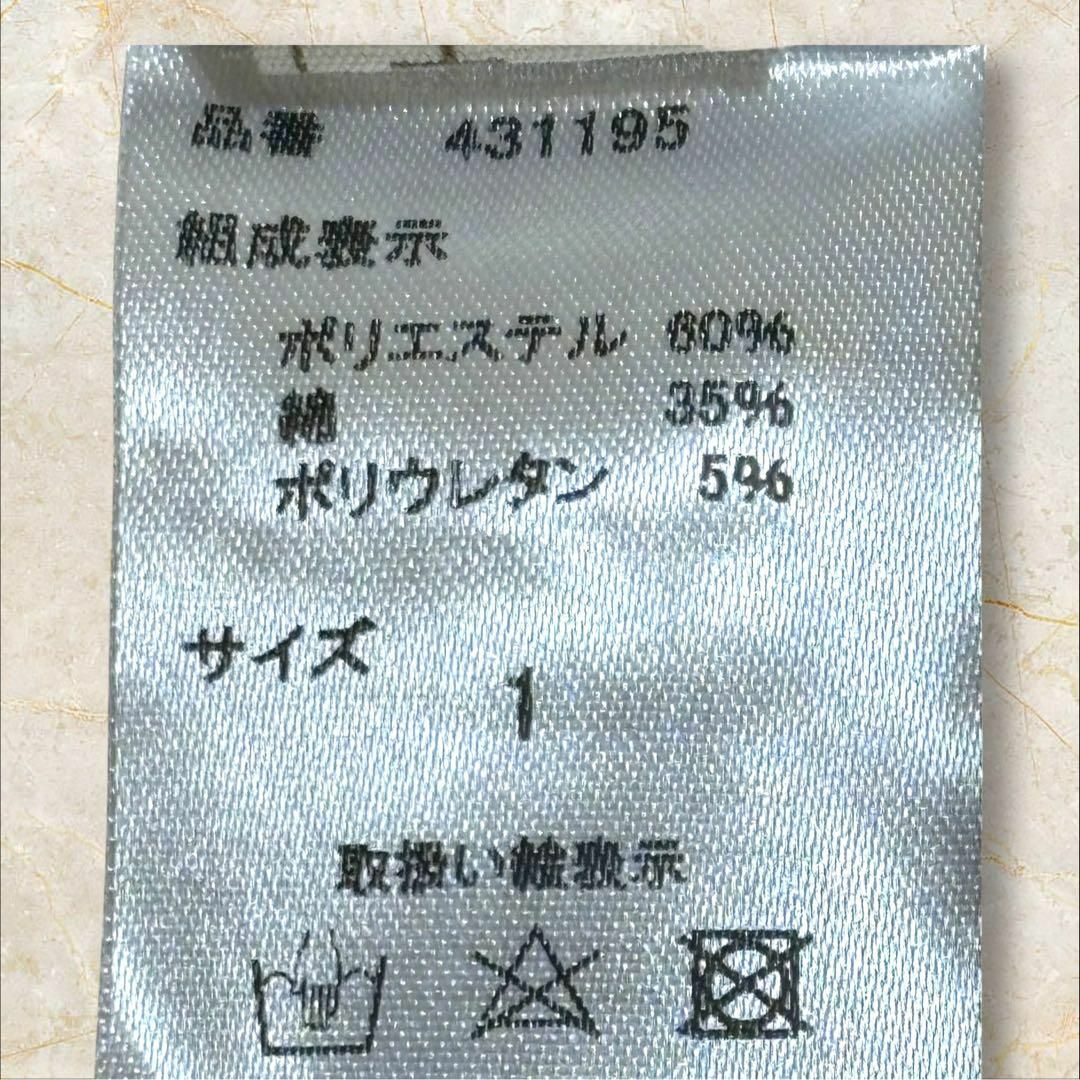 品番 431195
組成表示
ポリエステル 60%
綿 35%
ポリウレタン 5%
サイズ
1
取扱い絵表示